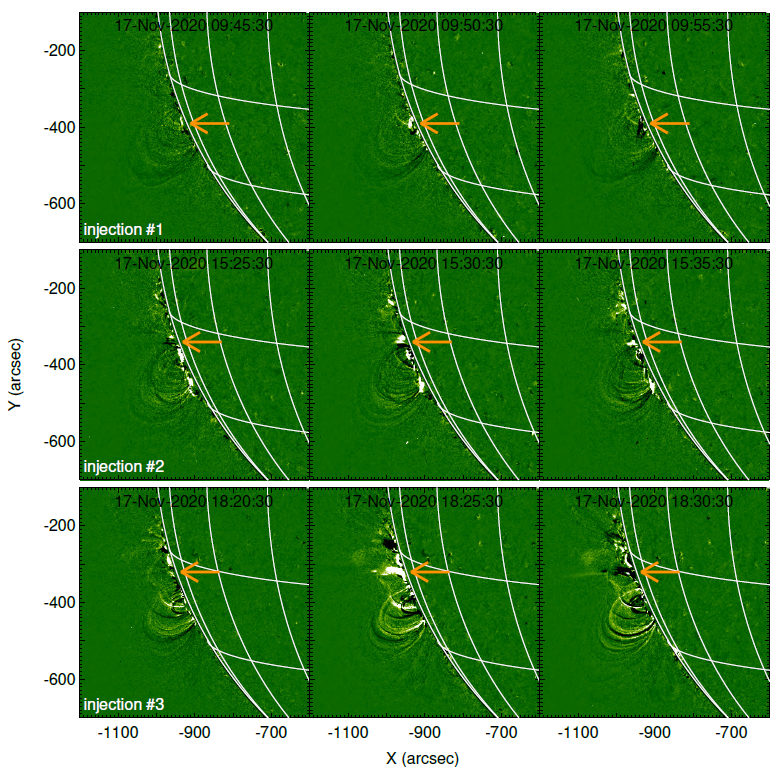 17-Nov-2020 09:45:30 17-Nov-2020 09:50:30 17-Nov-2020 09:55:30
-200
-400
-600
injection #1
17-Nov-2020 15:25:30 17-Nov-2020 15:30:30 17-Nov-2020 15:35:30
-200
-400
-600
injection #2
17-Nov-2020 18:20:30 17-Nov-2020 18:25:30 17-Nov-2020 18:30:30
-200
-400
-600
injection #3
-1100 -900 -700 -1100 -900 -700 -1100 -900 -700
X (arcsec)
Y (arcsec)